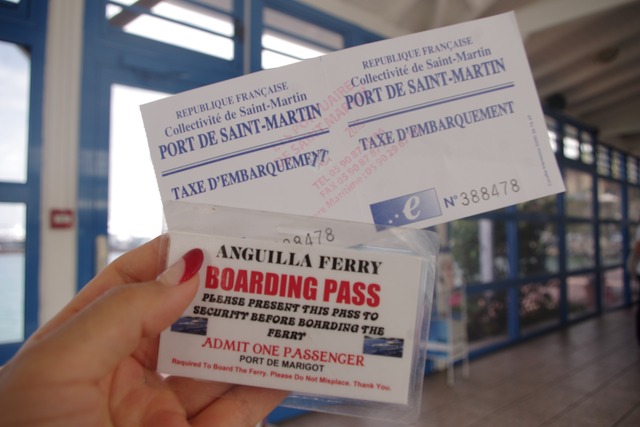 REPUBLIQUE FRANÇAISE
Collectivité de Saint-Martin
PORT DE SAINT-MARTIN
TAXE D'EMBARQUEMENT
REPUBLIQUE FRANÇAISE
Collectivité de Saint-Martin
PORT DE SAINT-MARTIN
TAXE D'EMBARQUEMENT
..e
N° 388478
388478
ANGUILLA FERRY
BOARDING PASS
PLEASE PRESENT THIS PASS TO
SECURITY BEFORE BOARDING THE
FERRY
ADMIT ONE PASSENGER
PORT DE MARIGOT
Required To Board The Ferry. Please Do Not Misplace. Thank You.